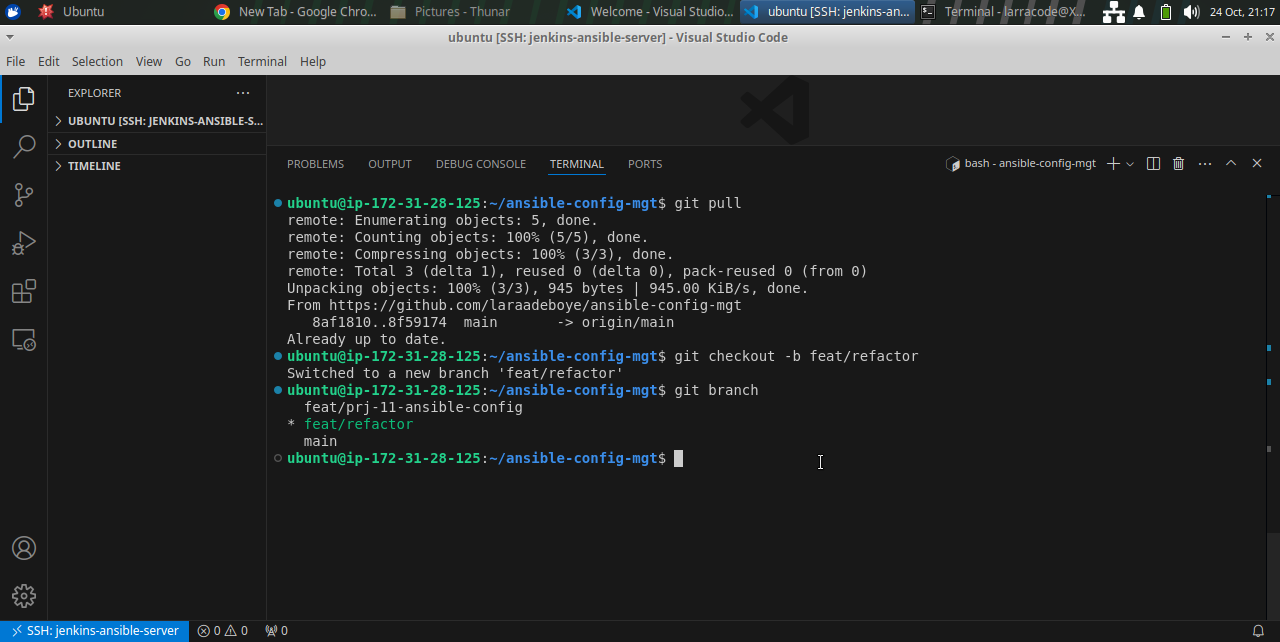 Ubuntu
New Tab - Google Chro...
Pictures - Thunar
Welcome - Visual Studio...
ubuntu [SSH: jenkins-an...
Terminal - larracode@X...
24 Oct, 21:17
ubuntu [SSH: jenkins-ansible-server] - Visual Studio Code
File Edit Selection View Go Run Terminal Help
EXPLORER
UBUNTU [SSH: JENKINS-ANSIBLE-S...
OUTLINE
TIMELINE
PROBLEMS OUTPUT DEBUG CONSOLE TERMINAL PORTS
bash - ansible-config-mgt
ubuntu@ip-172-31-28-125:~/ansible-config-mgt$ git pull
remote: Enumerating objects: 5, done.
remote: Counting objects: 100% (5/5), done.
remote: Compressing objects: 100% (3/3), done.
remote: Total 3 (delta 1), reused 0 (delta 0), pack-reused 0 (from 0)
Unpacking objects: 100% (3/3), 945 bytes | 945.00 KiB/s, done.
From https://github.com/laraadeboye/ansible-config-mgt
8af1810..8f59174  main       -> origin/main
Already up to date.
ubuntu@ip-172-31-28-125:~/ansible-config-mgt$ git checkout -b feat/refactor
Switched to a new branch 'feat/refactor'
ubuntu@ip-172-31-28-125:~/ansible-config-mgt$ git branch
feat/prj-11-ansible-config
* feat/refactor
main
ubuntu@ip-172-31-28-125:~/ansible-config-mgt$
SSH: jenkins-ansible-server
0 0
0